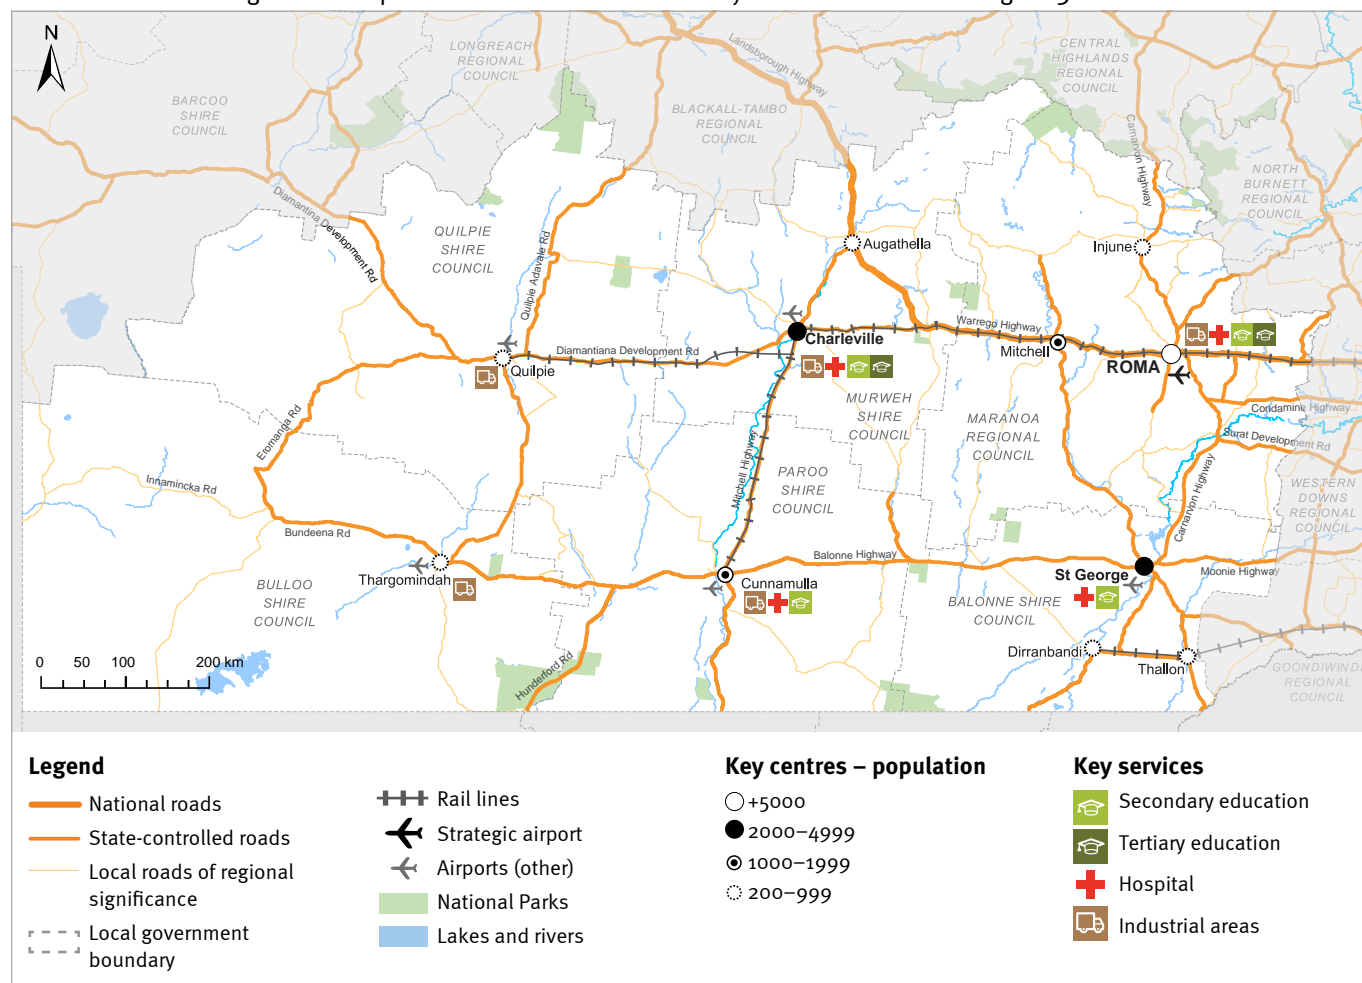 N
LONGREACH
REGIONAL
COUNCIL
Landsborough Highway
CENTRAL
HIGHLANDS
REGIONAL
COUNCIL
BARCOO
SHIRE
COUNCIL
BLACKALL-TAMBO
REGIONAL
COUNCIL
Carnarvon Highway
NORTH
BURNETT
REGIONAL
COUNCIL
Diamantina Development Rd
QUILPIE
SHIRE
COUNCIL
Quilpie Adavale Rd
Augathella
Injune
Warrego Highway
Charleville
Mitchell
ROMA
Diamantiana Development Rd
Quilpie
MURWEH
SHIRE
COUNCIL
MARANOA
REGIONAL
COUNCIL
Condamine Highway
Surat Development Rd
Eromanga Rd
Innamincka Rd
Mitchell Highway
PAROO
SHIRE
COUNCIL
Carnarvon Highway
WESTERN
DOWNS
REGIONAL
COUNCIL
Bundeena Rd
Balonne Highway
Thargomindah
Cunnamulla
St George
Moonie Highway
BULLOO
SHIRE
COUNCIL
BALONNE SHIRE
COUNCIL
Dirranbandi
Thallon
Hunderford Rd
GOONDIWINDI
REGIONAL
COUNCIL
0 50 100 200 km
Legend
National roads
State-controlled roads
Local roads of regional
significance
Local government
boundary
Rail lines
Strategic airport
Airports (other)
National Parks
Lakes and rivers
Key centres – population
+5000
2000–4999
1000–1999
200–999
Key services
Secondary education
Tertiary education
Hospital
Industrial areas